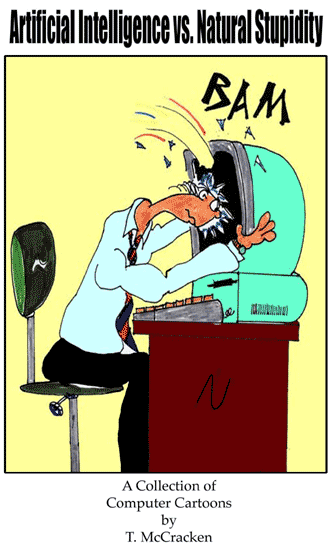 Artificial Intelligence vs. Natural Stupidity
BAM
A Collection of
Computer Cartoons
by
T. McCracken